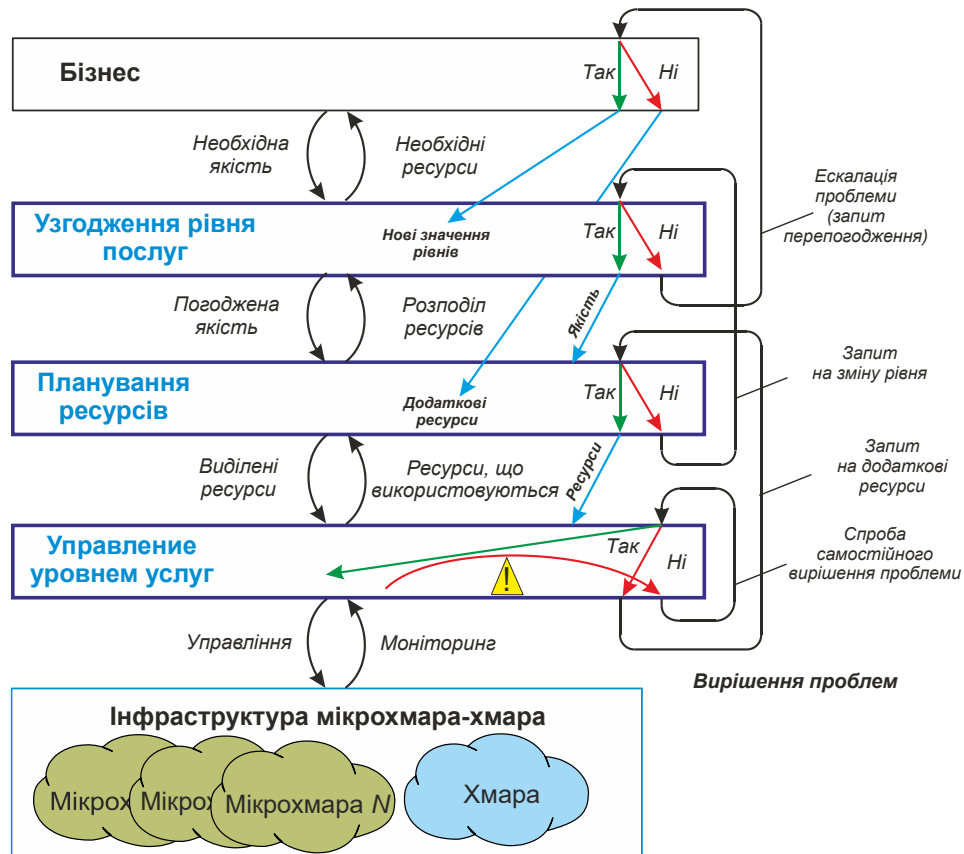 Бізнес
Так
Ні
Необхідна
якість
Необхідні
ресурси
Ескалація
проблеми
(запит
перепогодження)
Узгодження рівня
послуг
Нові значення
рівнів
Так
Ні
Погоджена
якість
Розподіл
ресурсів
Якість
Запит
на зміну рівня
Планування
ресурсів
Додаткові
ресурси
Так
Ні
Виділені
ресурси
Ресурси, що
використовуються
Ресурси
Запит
на додаткові
ресурси
Управление
уровнем услуг
Так
Ні
!
Спроба
самостійного
вирішення проблеми
Управління
Моніторинг
Вирішення проблем
Інфраструктура мікрохмара-хмара
Мікрох
Мікрох
Мікрохмара N
Хмара